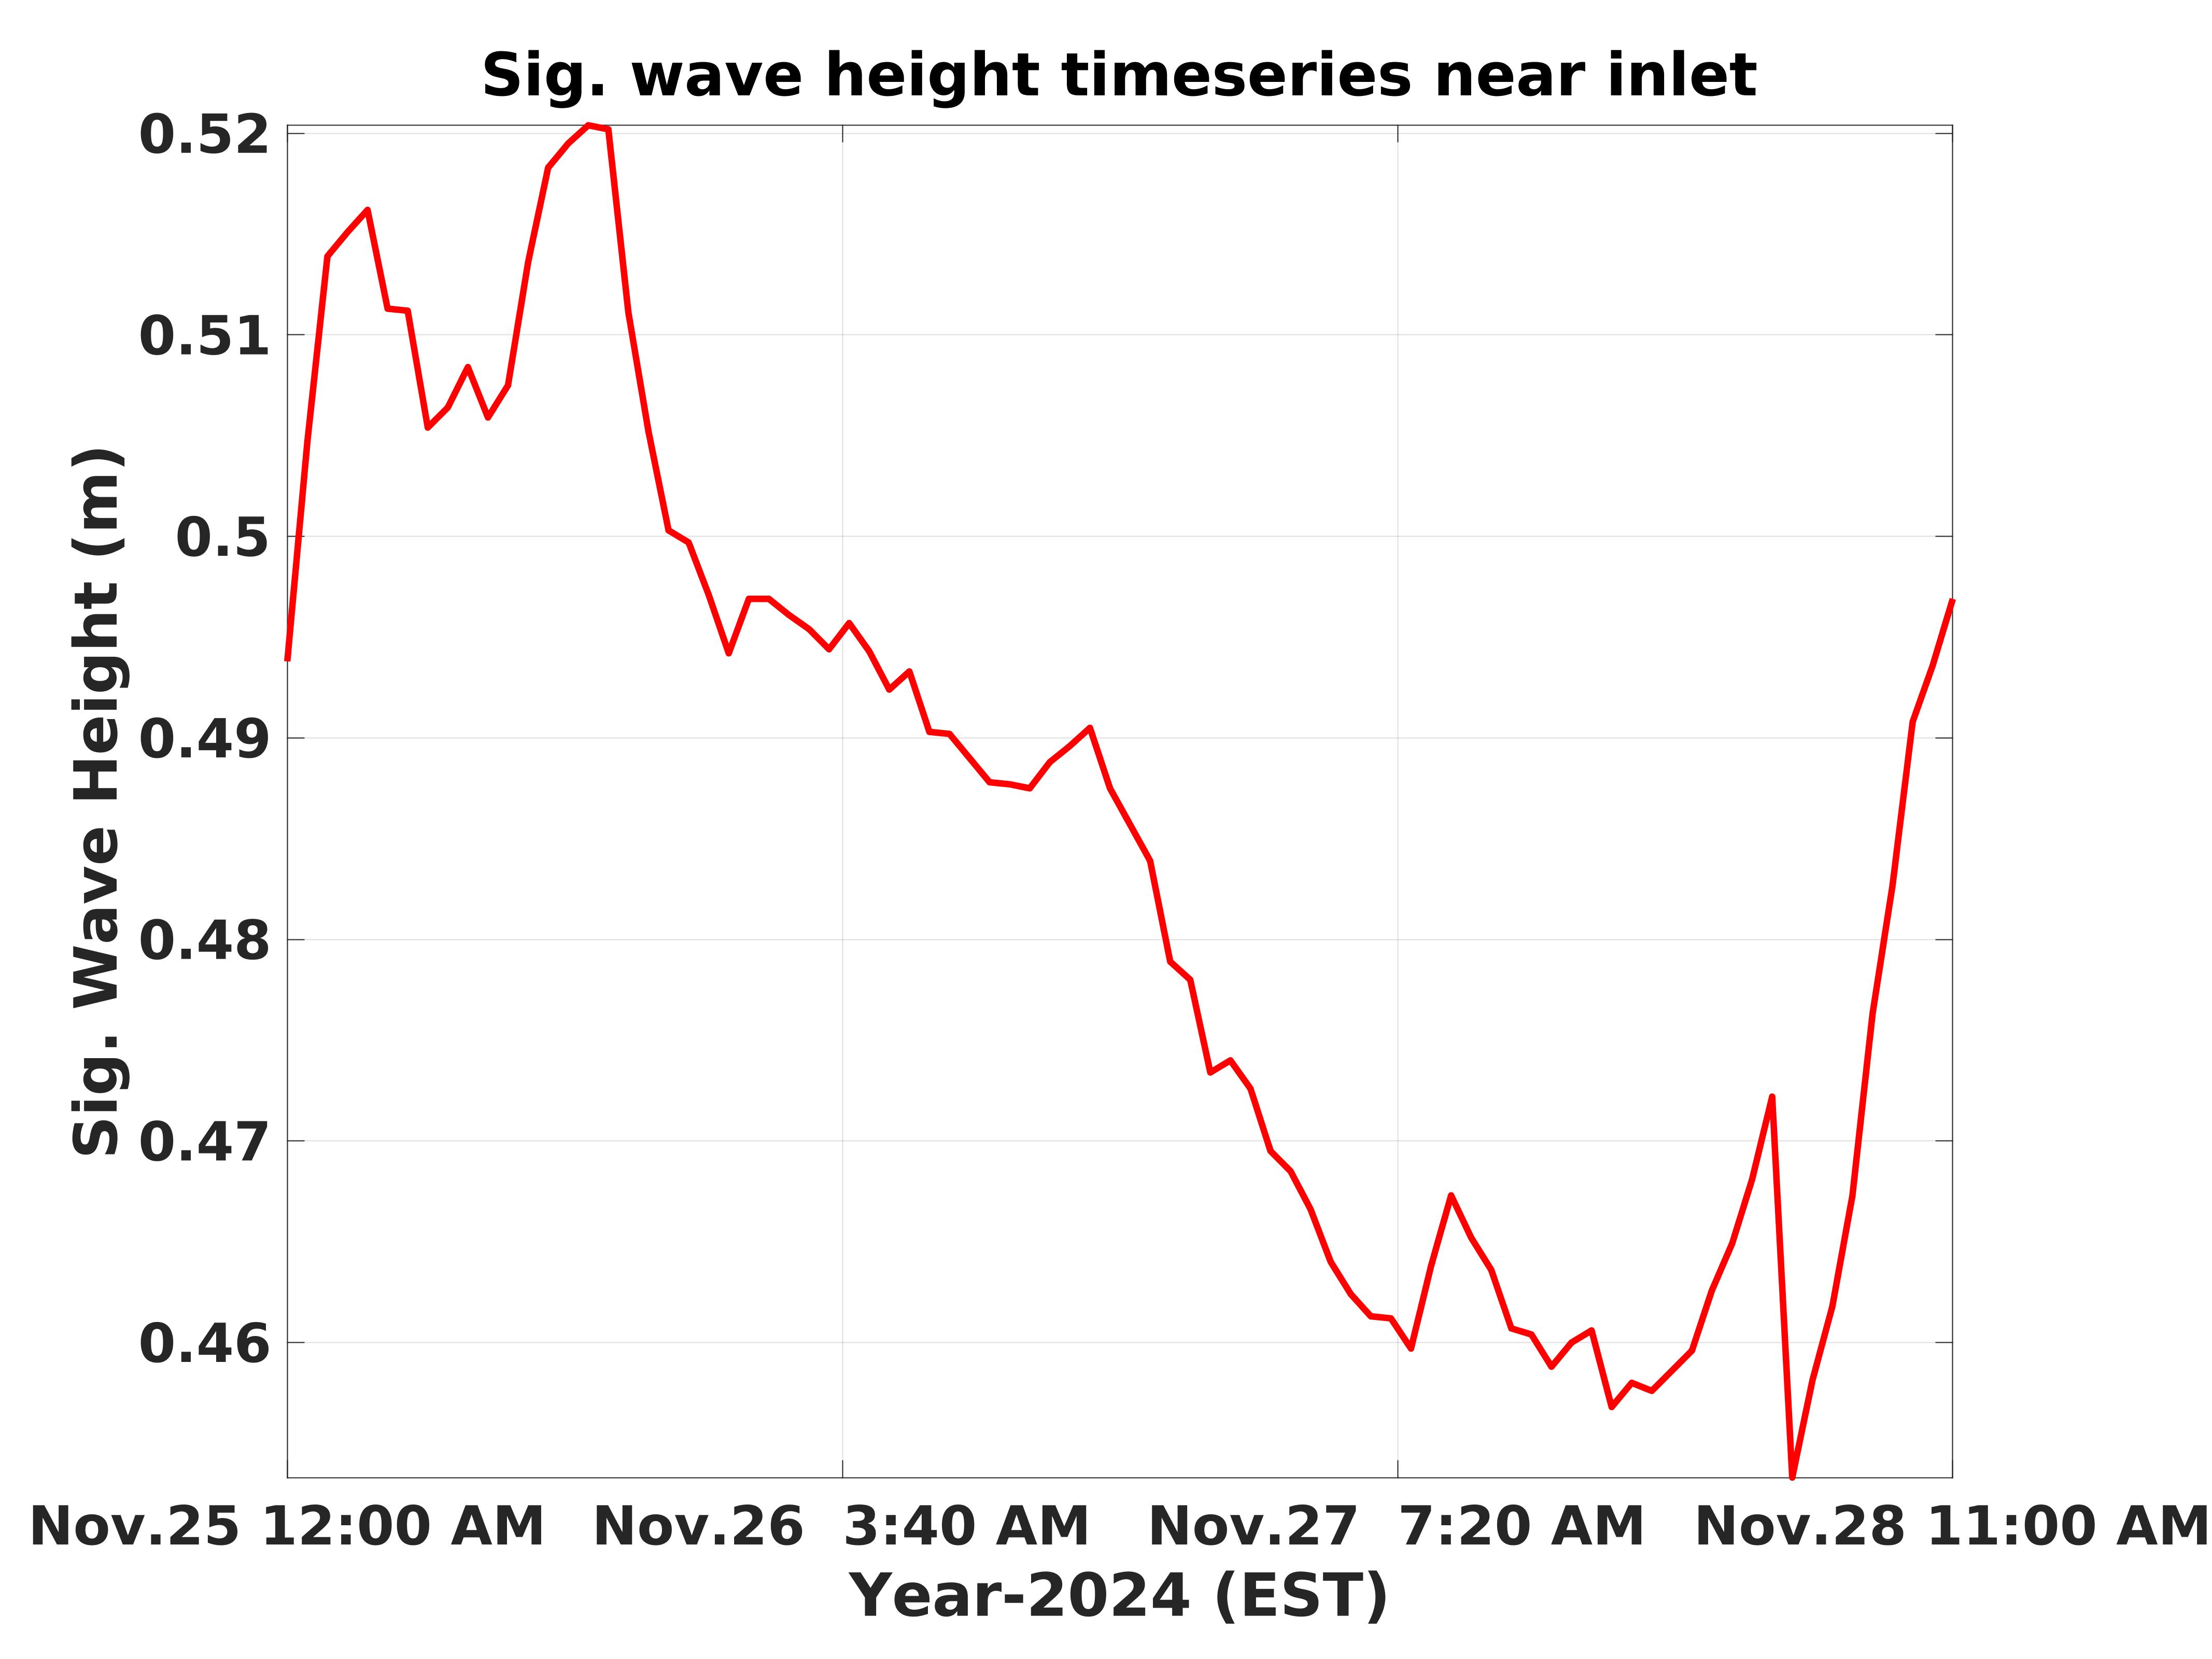 Sig. wave height timeseries near inlet
0.52
0.51
0.5
0.49
0.48
0.47
0.46
Sig. Wave Height (m)
Nov.25 12:00 AM Nov.26 3:40 AM Nov.27 7:20 AM Nov.28 11:00 AM
Year-2024 (EST)